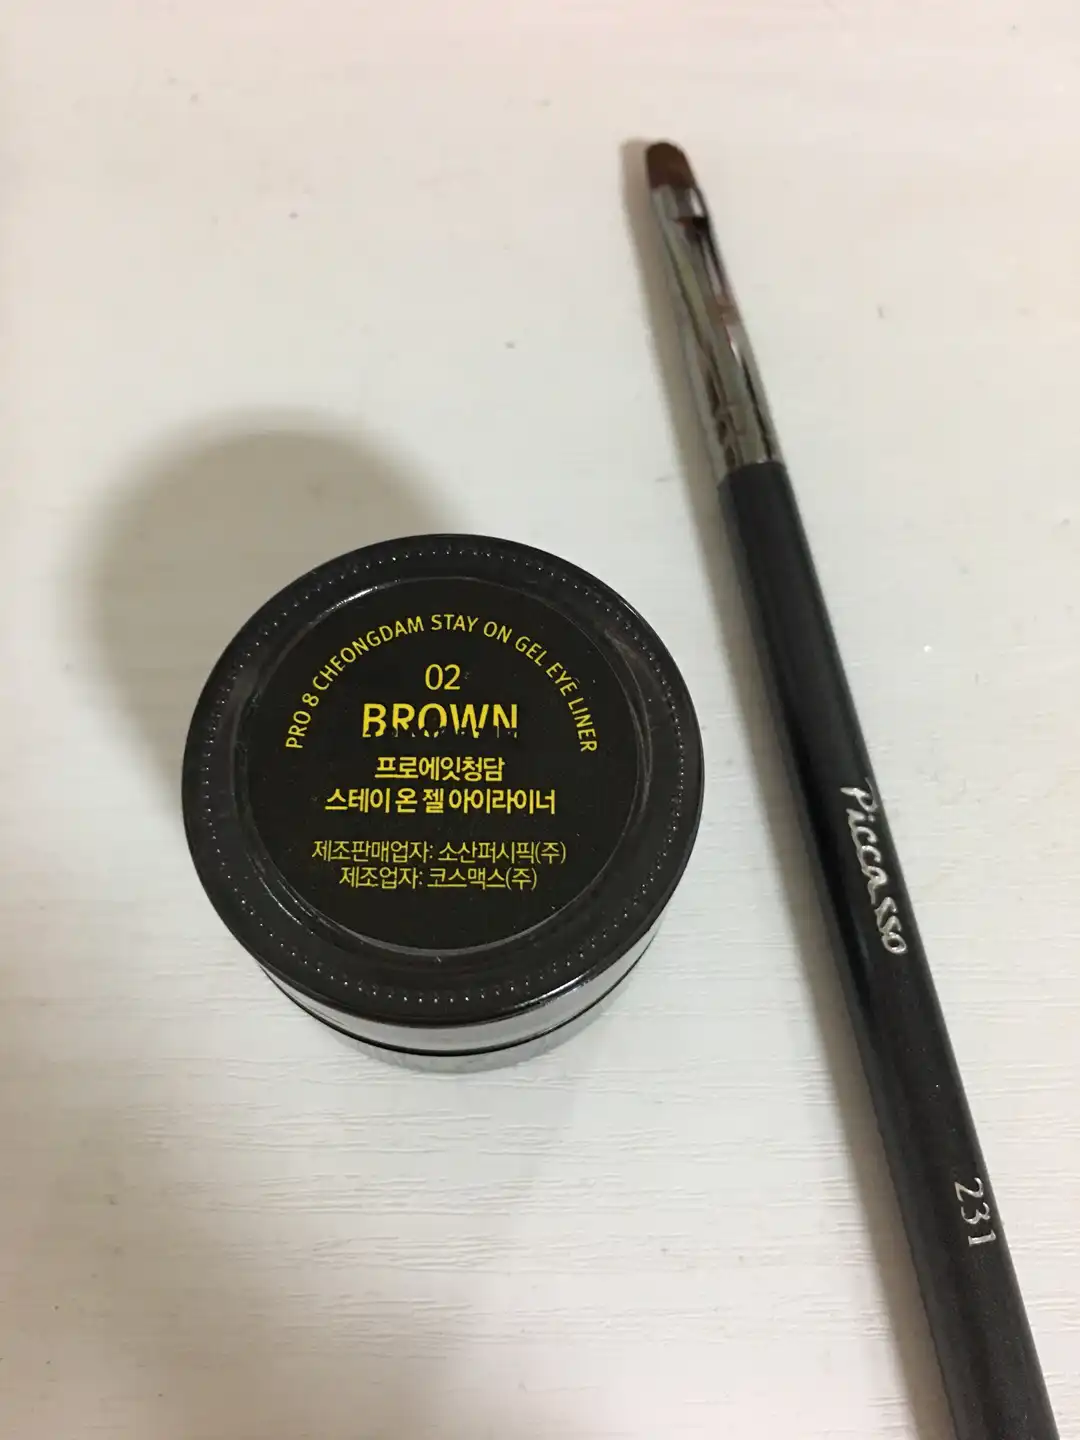 PRO 8 CHEONGDAM STAY ON GEL EYE LINER
02
BROWN
프로에잇청담
스테이 온 젤 아이라이너
제조판매업자: 소산퍼시픽(주)
제조업자: 코스맥스(주)
Piccasso
231